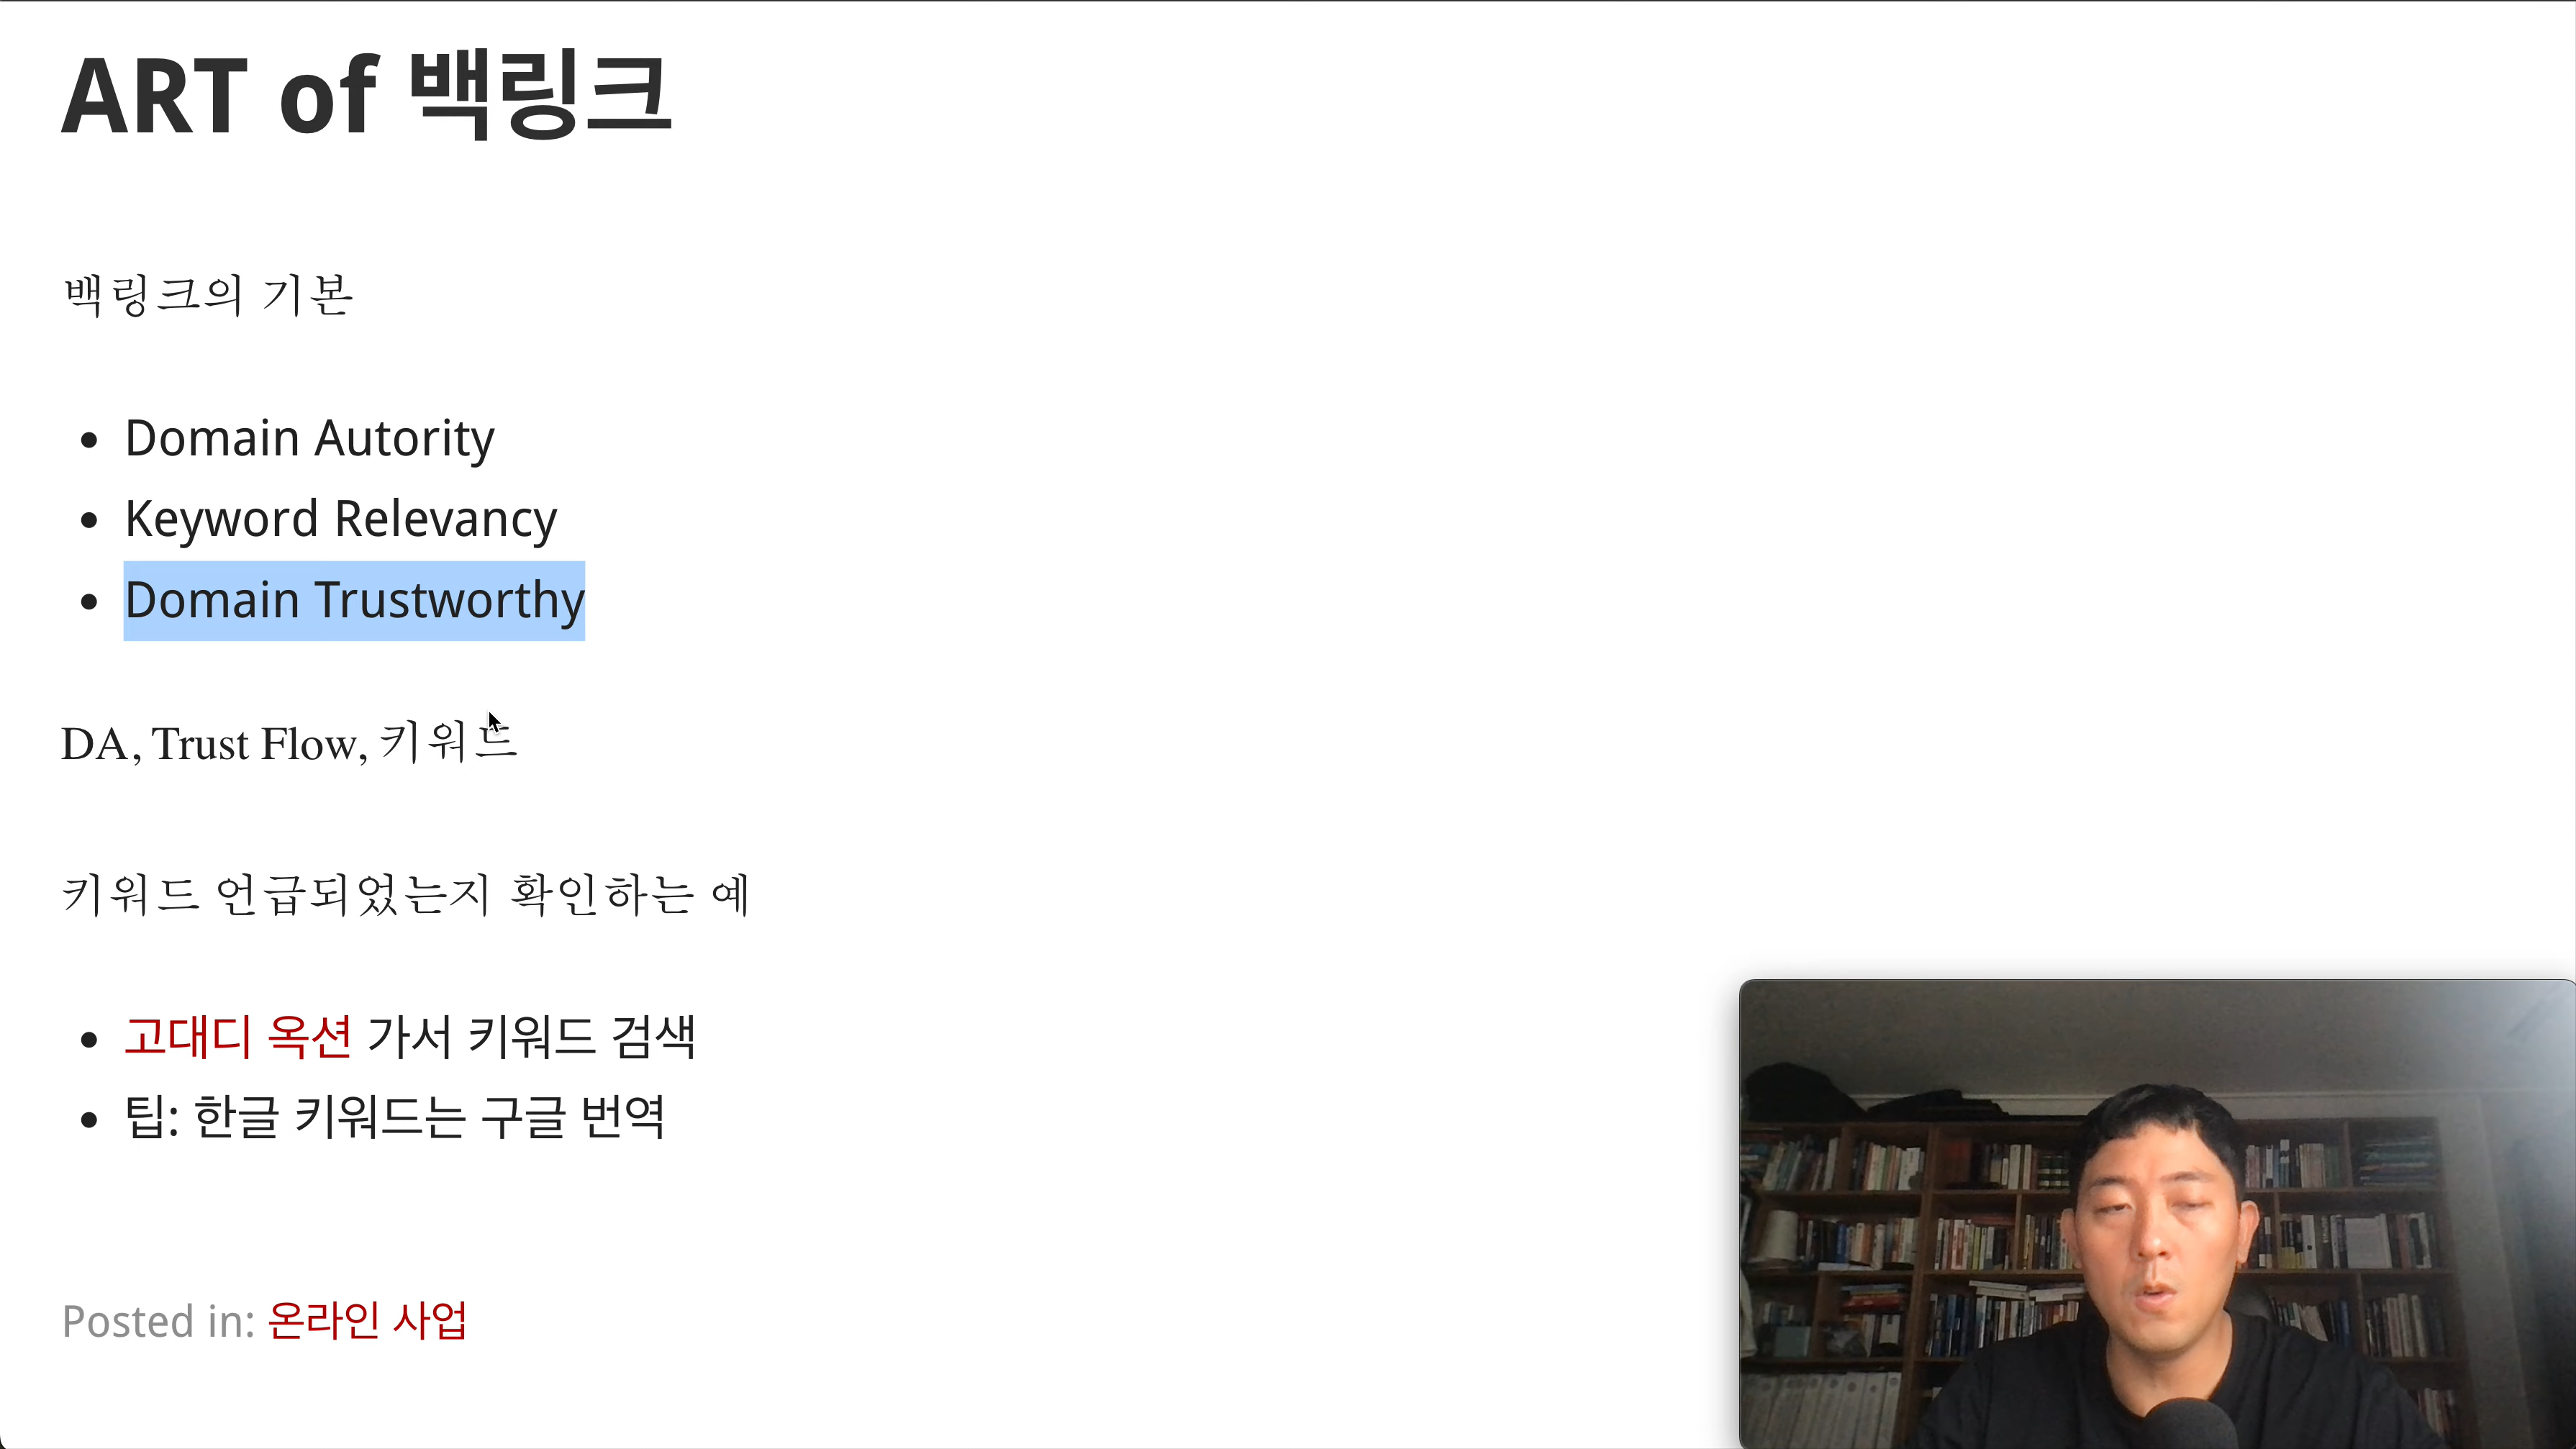 ART of 백링크
백링크의 기본
Domain Autority
Keyword Relevancy
Domain Trustworthy
DA, Trust Flow, 키워드
키워드 언급되었는지 확인하는 예
고대디 옥션 가서 키워드 검색
팁: 한글 키워드는 구글 번역
Posted in: 온라인 사업